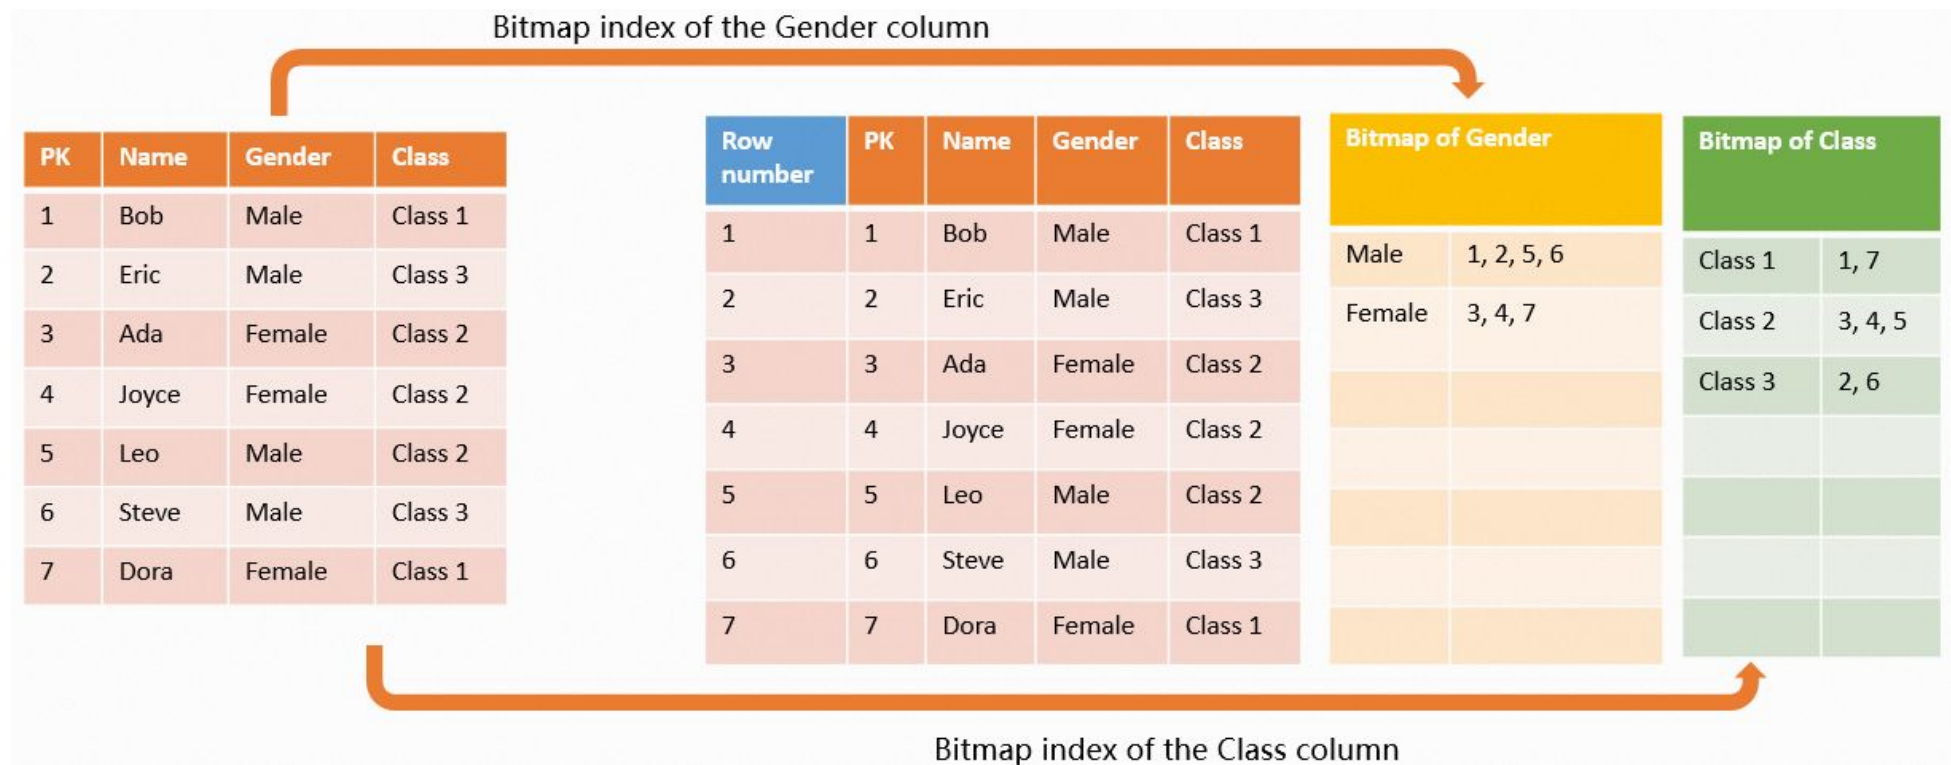 Bitmap index of the Gender column
PK Name Gender Class
1 Bob Male Class 1
2 Eric Male Class 3
3 Ada Female Class 2
4 Joyce Female Class 2
5 Leo Male Class 2
6 Steve Male Class 3
7 Dora Female Class 1
Row number PK Name Gender Class
1 1 Bob Male Class 1
2 2 Eric Male Class 3
3 3 Ada Female Class 2
4 4 Joyce Female Class 2
5 5 Leo Male Class 2
6 6 Steve Male Class 3
7 7 Dora Female Class 1
Bitmap of Gender
Male 1, 2, 5, 6
Female 3, 4, 7
Bitmap of Class
Class 1 1, 7
Class 2 3, 4, 5
Class 3 2, 6
Bitmap index of the Class column